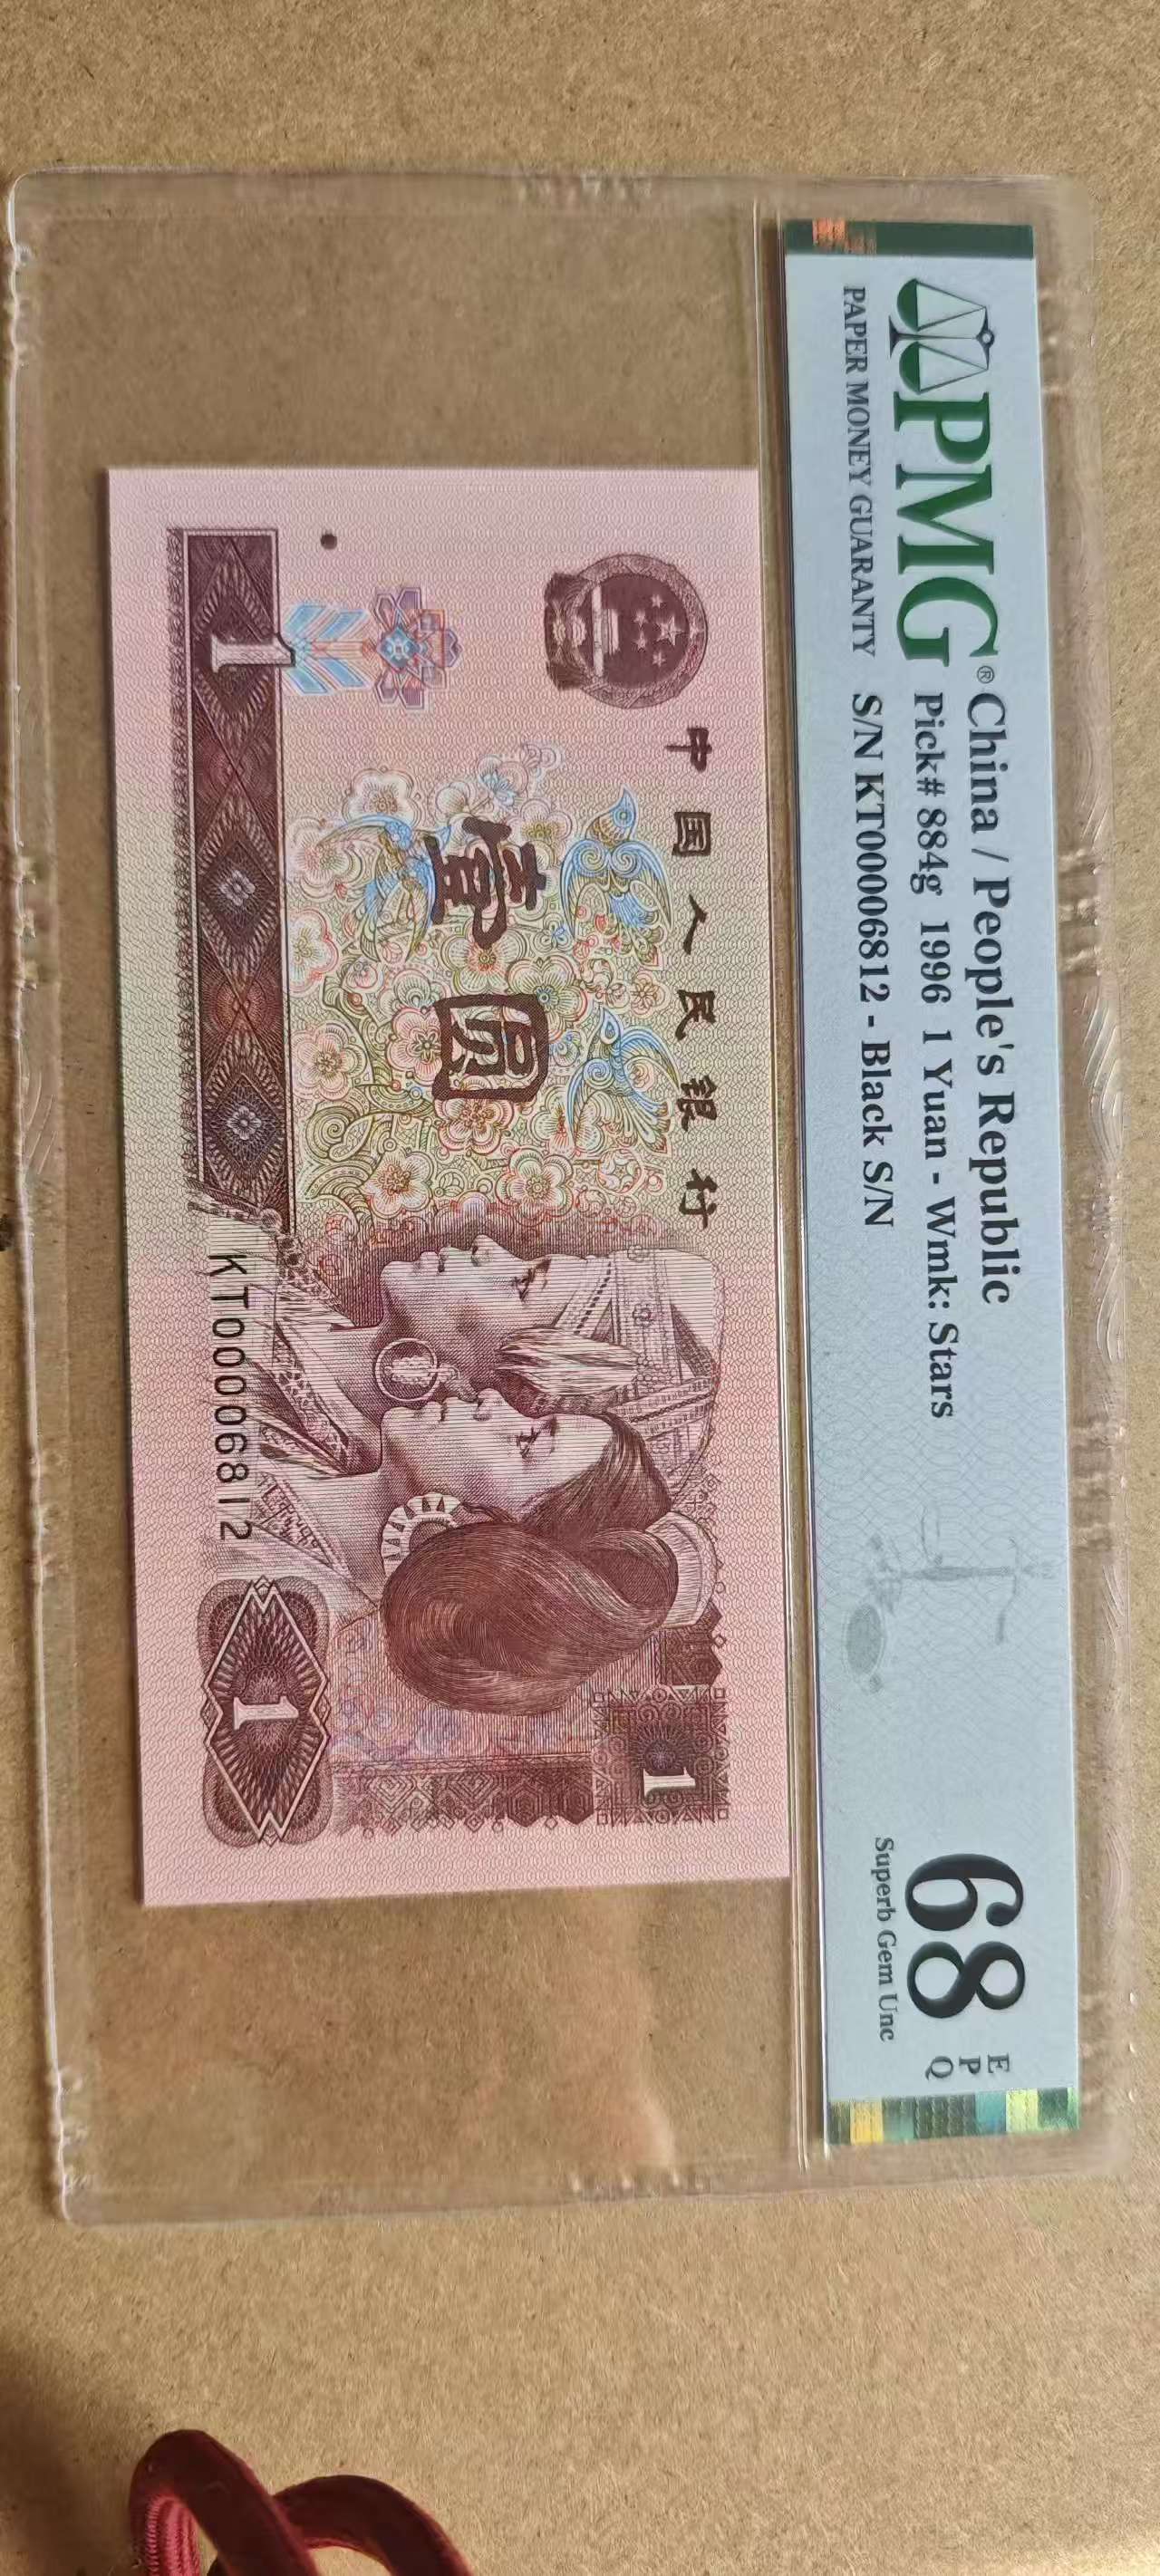 PMG®
PAPER MONEY GUARANTY
China / People's Republic
Pick# 884g 1996 1 Yuan - Wmk: Stars
S/N KT00006812 - Black S/N
68
E
P
Q
Superb Gem Unc
中国人民银行
壹圆
1
1
1
KT00006812